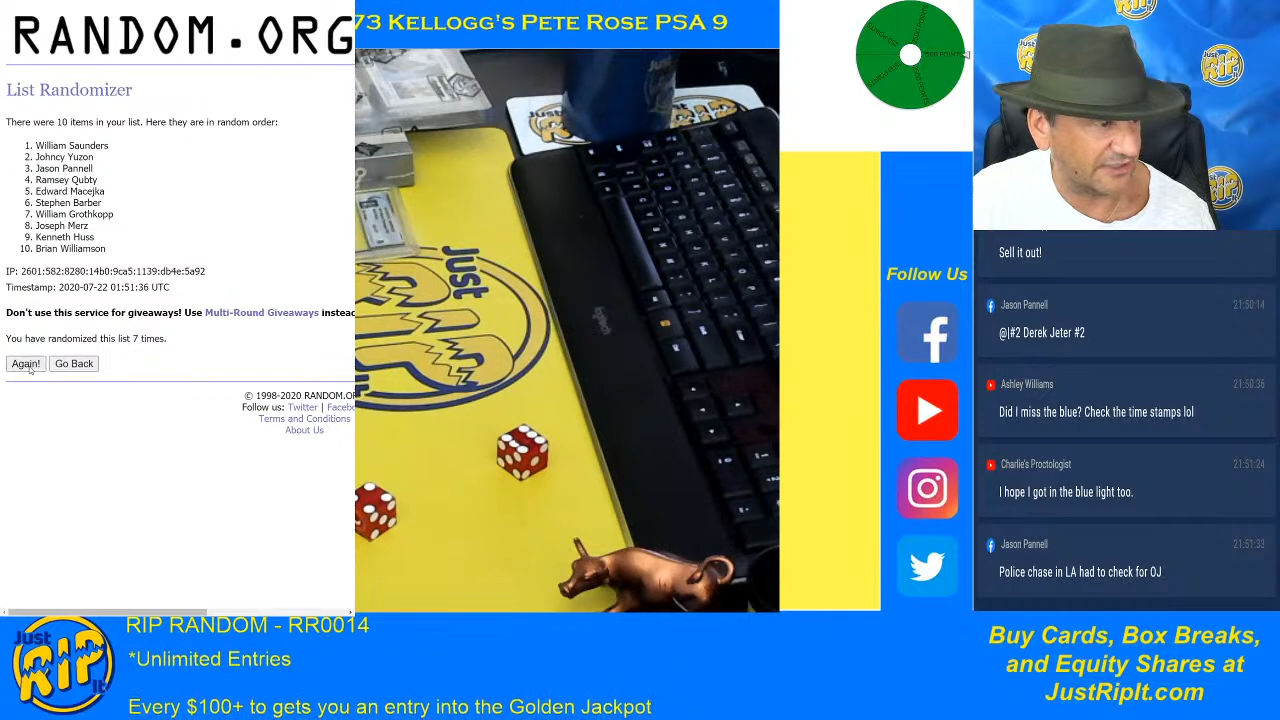 RANDOM.ORG
List Randomizer
There were 10 items in your list. Here they are in random order:
1. William Saunders
2. Johncy Yuzon
3. Jason Pannell
4. Ramsey Qubty
5. Edward Macejka
6. Stephen Barber
7. William Grothkopp
8. Joseph Merz
9. Kenneth Huss
10. Brian Williamson
IP: 2601:582:8280:14b0:9ca5:1139:db4e:5a92
Timestamp: 2020-07-22 01:51:36 UTC
Don't use this service for giveaways! Use Multi-Round Giveaways instead
You have randomized this list 7 times.
Again! Go Back
© 1998-2020 RANDOM.OR
Follow us: Twitter | Facebo
Terms and Conditions
About Us
73 KELLOGG'S PETE ROSE PSA 9
Just
logitech
Follow Us
Sell it out!
Jason Pannell 21:50:14
@|#2 Derek Jeter #2
Ashley Williams 21:50:36
Did I miss the blue? Check the time stamps lol
Charlie's Proctologist 21:51:24
I hope I got in the blue light too.
Jason Pannell 21:51:33
Police chase in LA had to check for OJ
Just
RIP
It
RIP RANDOM - RR0014
*Unlimited Entries
Every $100+ to gets you an entry into the Golden Jackpot
Buy Cards, Box Breaks,
and Equity Shares at
JustRipIt.com